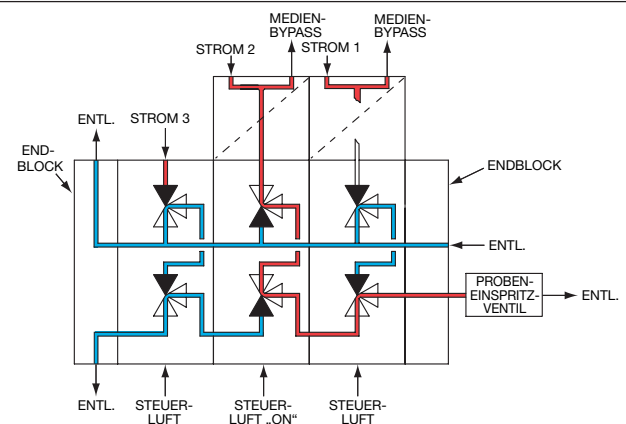 MEDIEN-
BYPASS
MEDIEN-
BYPASS
STROM 2
STROM 1
ENTL.
STROM 3
END-
BLOCK
ENDBLOCK
ENTL.
PROBEN-
EINSPRITZ-
VENTIL
ENTL.
ENTL.
STEUER-
LUFT
STEUER-
LUFT „ON“
STEUER-
LUFT